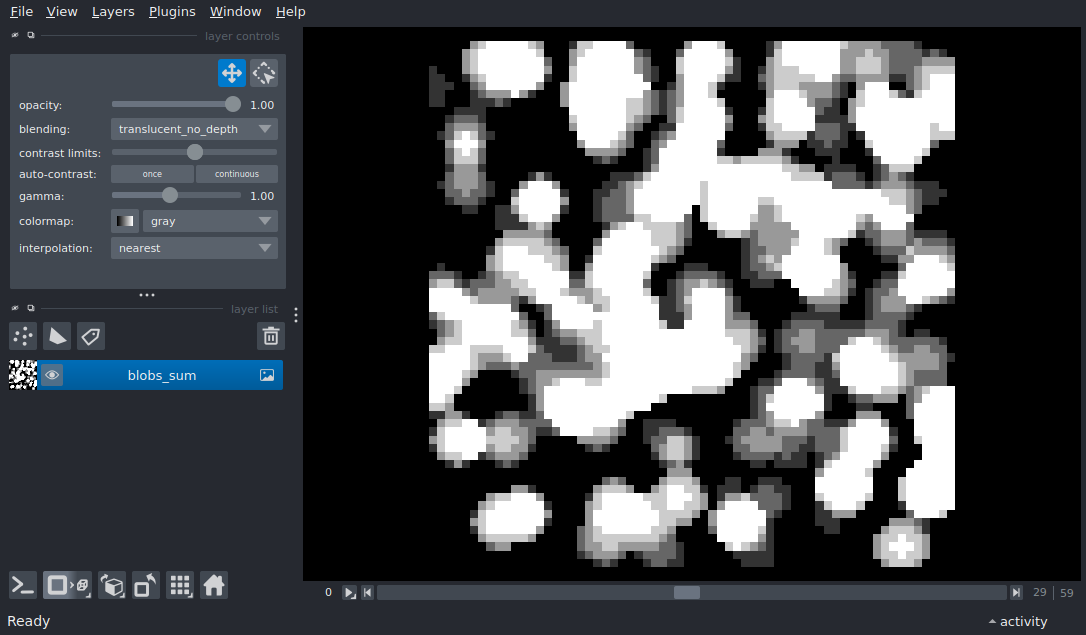 File View Layers Plugins Window Help
layer controls
opacity: 1.00
blending: translucent_no_depth
contrast limits:
auto-contrast: once continuous
gamma: 1.00
colormap: gray
interpolation: nearest
layer list
blobs_sum
0 29 | 59
Ready activity